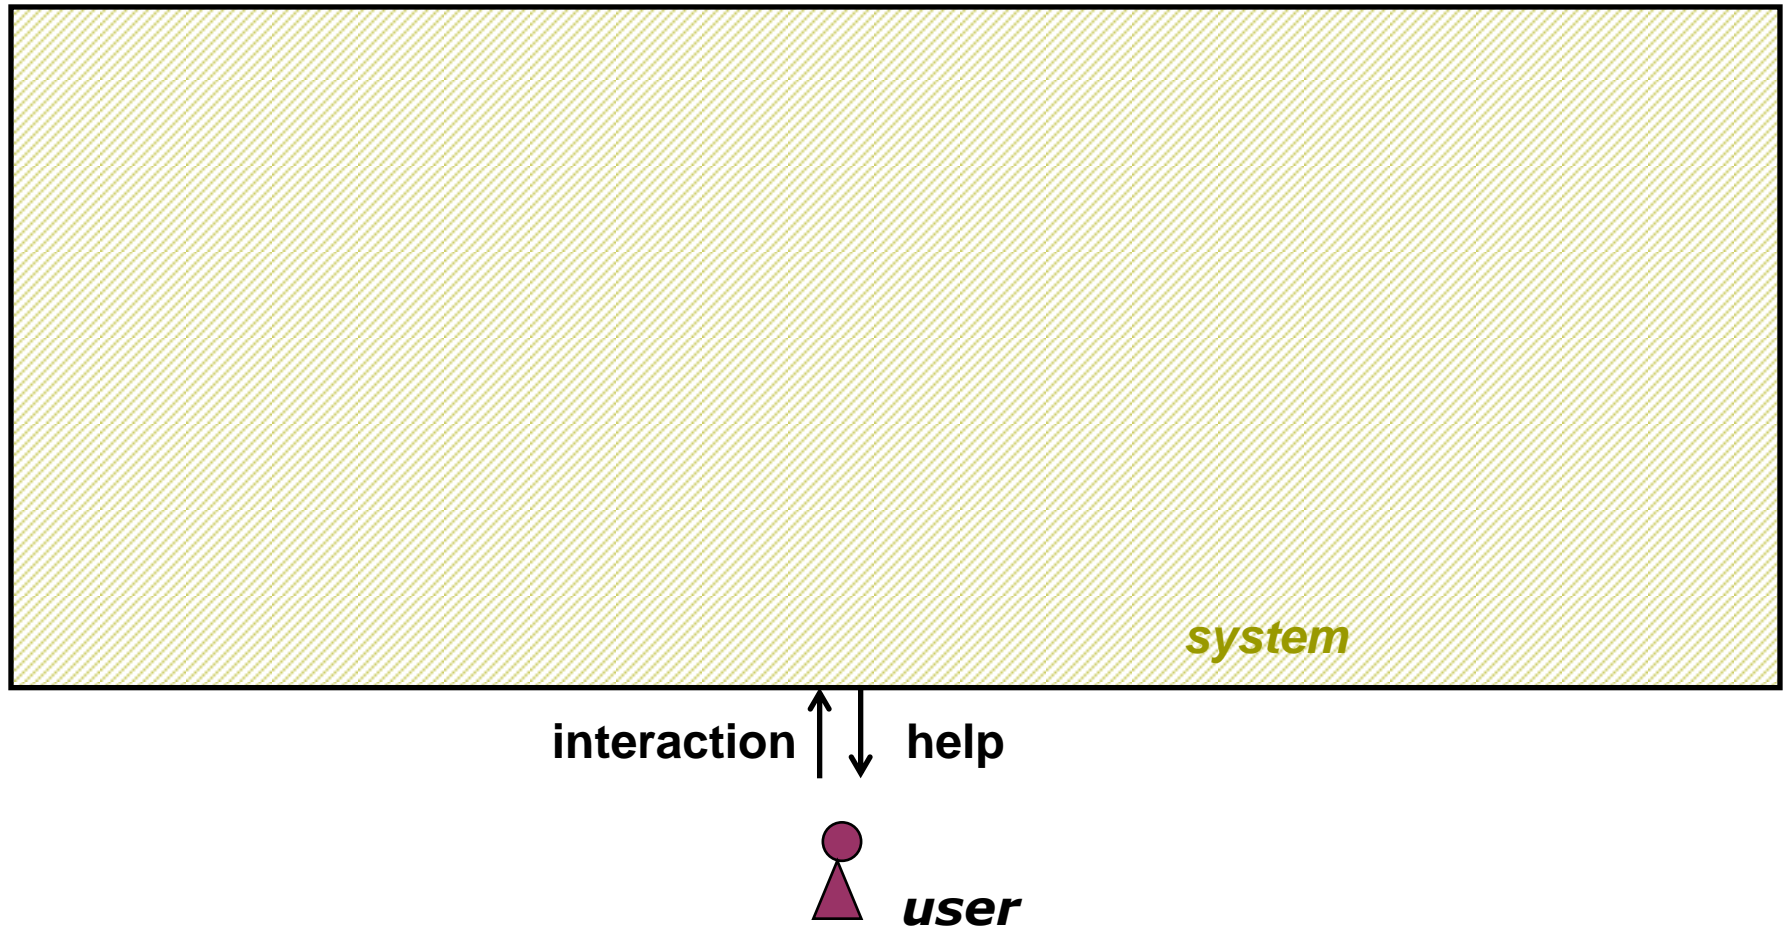 system
interaction
help
user